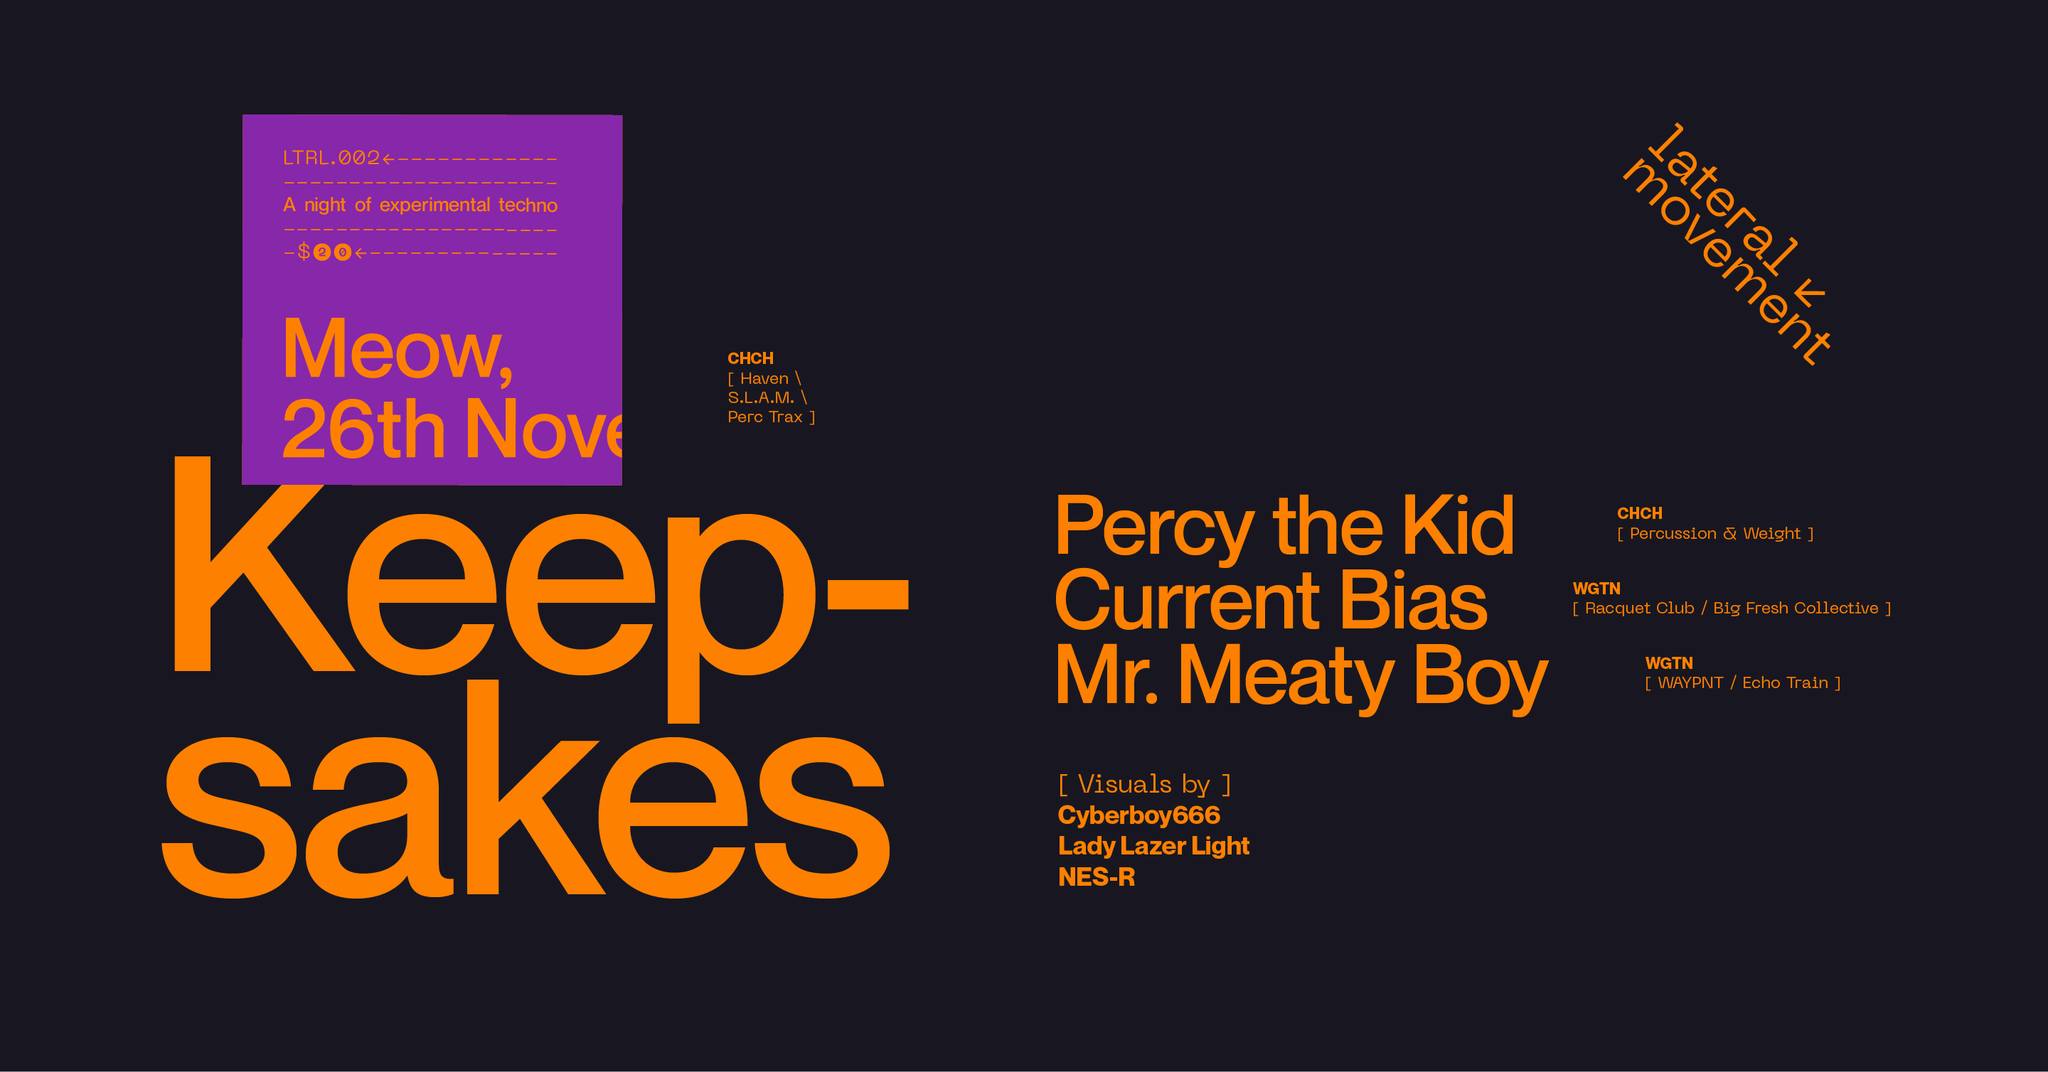 LTRL.002←-------------
---------------------
A night of experimental techno
---------------------
-$20←---------------
Meow,
26th Nove
CHCH
[ Haven \
S.L.A.M. \
Perc Trax ]
Keep-
sakes
lateral ↙
movement
Percy the Kid
CHCH
[ Percussion & Weight ]
Current Bias
WGTN
[ Racquet Club / Big Fresh Collective ]
Mr. Meaty Boy
WGTN
[ WAYPNT / Echo Train ]
[ Visuals by ]
Cyberboy666
Lady Lazer Light
NES-R